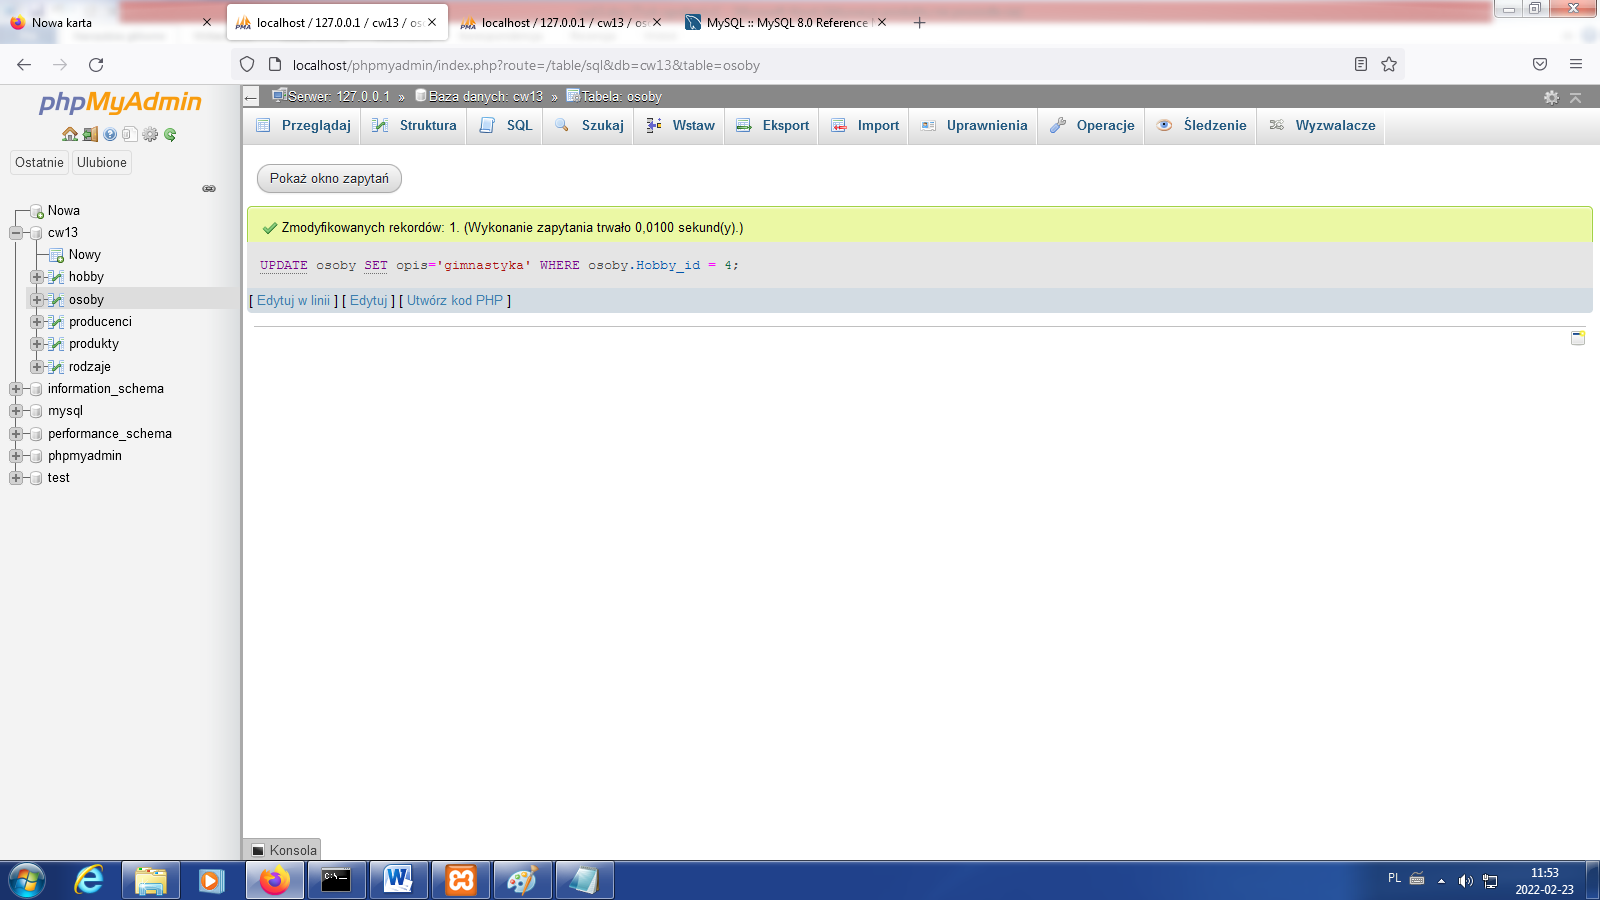 Nowa karta
localhost / 127.0.0.1 / cw13 / oso
localhost / 127.0.0.1 / cw13 / oso
MySQL :: MySQL 8.0 Reference
localhost/phpmyadmin/index.php?route=/table/sql&db=cw13&table=osoby
phpMyAdmin
Ostatnie
Ulubione
Nowa
cw13
Nowy
hobby
osoby
producenci
produkty
rodzaje
information_schema
mysql
performance_schema
phpmyadmin
test
Serwer: 127.0.0.1 » Baza danych: cw13 » Tabela: osoby
Przeglądaj Struktura SQL Szukaj Wstaw Eksport Import Uprawnienia Operacje Śledzenie Wyzwalacze
Pokaż okno zapytań
Zmodyfikowanych rekordów: 1. (Wykonanie zapytania trwało 0,0100 sekund(y).)
UPDATE osoby SET opis='gimnastyka' WHERE osoby.Hobby_id = 4;
[ Edytuj w linii ] [ Edytuj ] [ Utwórz kod PHP ]
Konsola
PL
11:53
2022-02-23